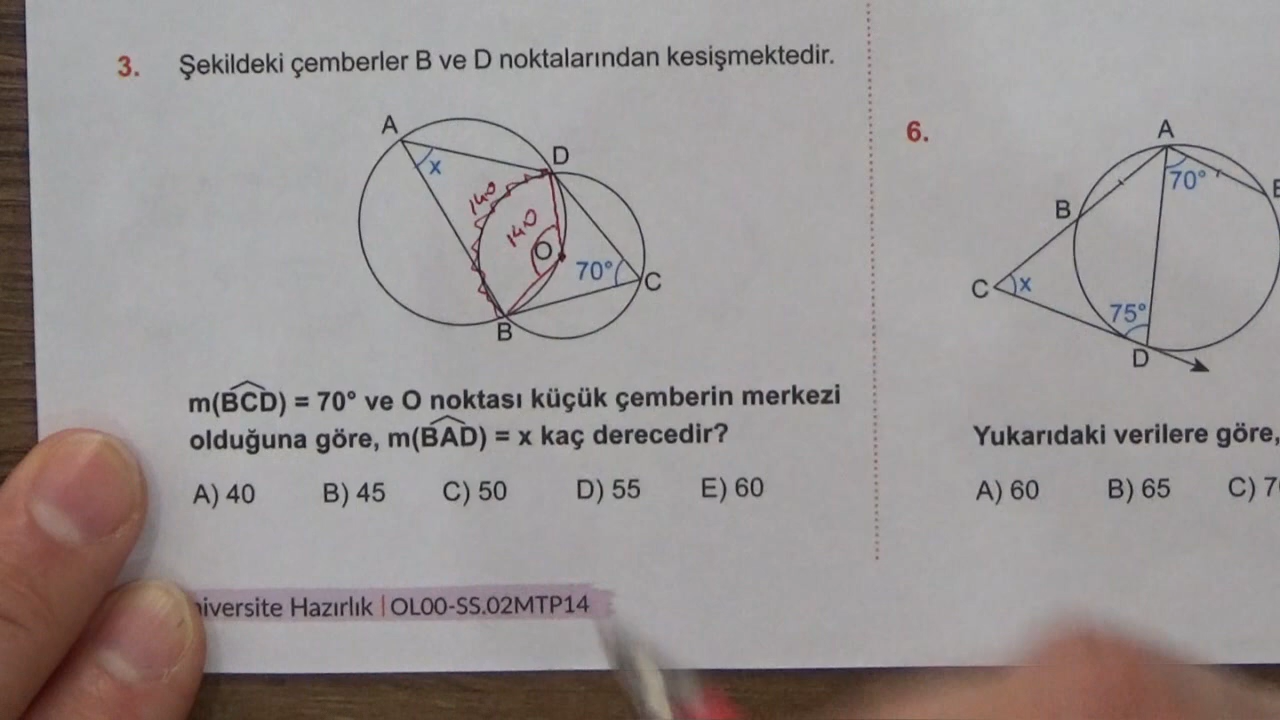 3. Şekildeki çemberler B ve D noktalarından kesişmektedir.
A
D
x
140
140
O
70°
C
B
m(BCD) = 70° ve O noktası küçük çemberin merkezi
olduğuna göre, m(BAD) = x kaç derecedir?
A) 40 B) 45 C) 50 D) 55 E) 60
niversite Hazırlık | OL00-SS.02MTP14
6.
A
70°
B
C
x
75°
D
Yukarıdaki verilere göre,
A) 60 B) 65 C)